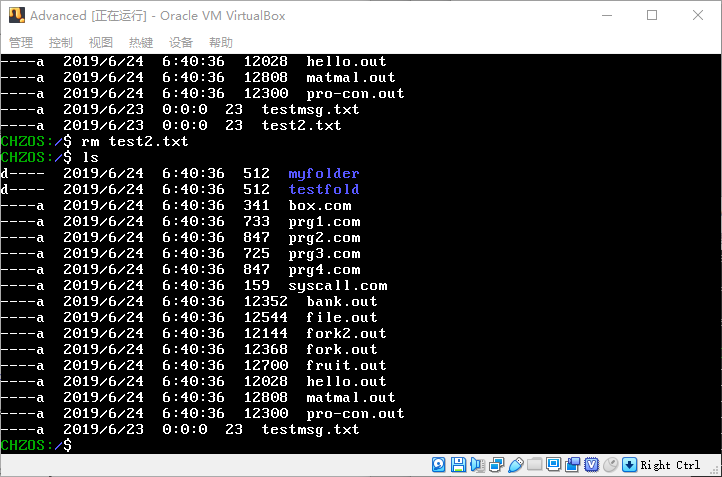 Advanced [正在运行] - Oracle VM VirtualBox
管理 控制 视图 热键 设备 帮助
----a  2019/6/24  6:40:36  12028  hello.out
----a  2019/6/24  6:40:36  12808  matmal.out
----a  2019/6/24  6:40:36  12300  pro-con.out
----a  2019/6/23  0:0:0  23  testmsg.txt
----a  2019/6/23  0:0:0  23  test2.txt
CHZOS:/$ rm test2.txt
CHZOS:/$ ls
d----  2019/6/24  6:40:36  512  myfolder
d----  2019/6/24  6:40:36  512  testfold
----a  2019/6/24  6:40:36  341  box.com
----a  2019/6/24  6:40:36  733  prg1.com
----a  2019/6/24  6:40:36  847  prg2.com
----a  2019/6/24  6:40:36  725  prg3.com
----a  2019/6/24  6:40:36  847  prg4.com
----a  2019/6/24  6:40:36  159  syscall.com
----a  2019/6/24  6:40:36  12352  bank.out
----a  2019/6/24  6:40:36  12544  file.out
----a  2019/6/24  6:40:36  12144  fork2.out
----a  2019/6/24  6:40:36  12368  fork.out
----a  2019/6/24  6:40:36  12700  fruit.out
----a  2019/6/24  6:40:36  12028  hello.out
----a  2019/6/24  6:40:36  12808  matmal.out
----a  2019/6/24  6:40:36  12300  pro-con.out
----a  2019/6/23  0:0:0  23  testmsg.txt
CHZOS:/$
Right Ctrl